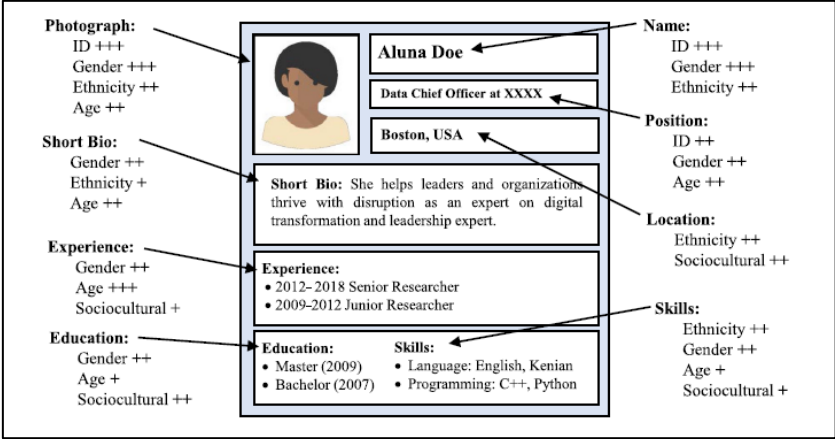 Photograph:
ID +++
Gender +++
Ethnicity ++
Age ++
Short Bio:
Gender ++
Ethnicity +
Age ++
Experience:
Gender ++
Age +++
Sociocultural +
Education:
Gender ++
Age +
Sociocultural ++
Aluna Doe
Data Chief Officer at XXXX
Boston, USA
Short Bio: She helps leaders and organizations
thrive with disruption as an expert on digital
transformation and leadership expert.
Experience:
• 2012–2018 Senior Researcher
• 2009–2012 Junior Researcher
Education:
• Master (2009)
• Bachelor (2007)
Skills:
• Language: English, Kenian
• Programming: C++, Python
Name:
ID +++
Gender +++
Ethnicity ++
Position:
ID ++
Gender ++
Age ++
Location:
Ethnicity ++
Sociocultural ++
Skills:
Ethnicity ++
Gender ++
Age +
Sociocultural +